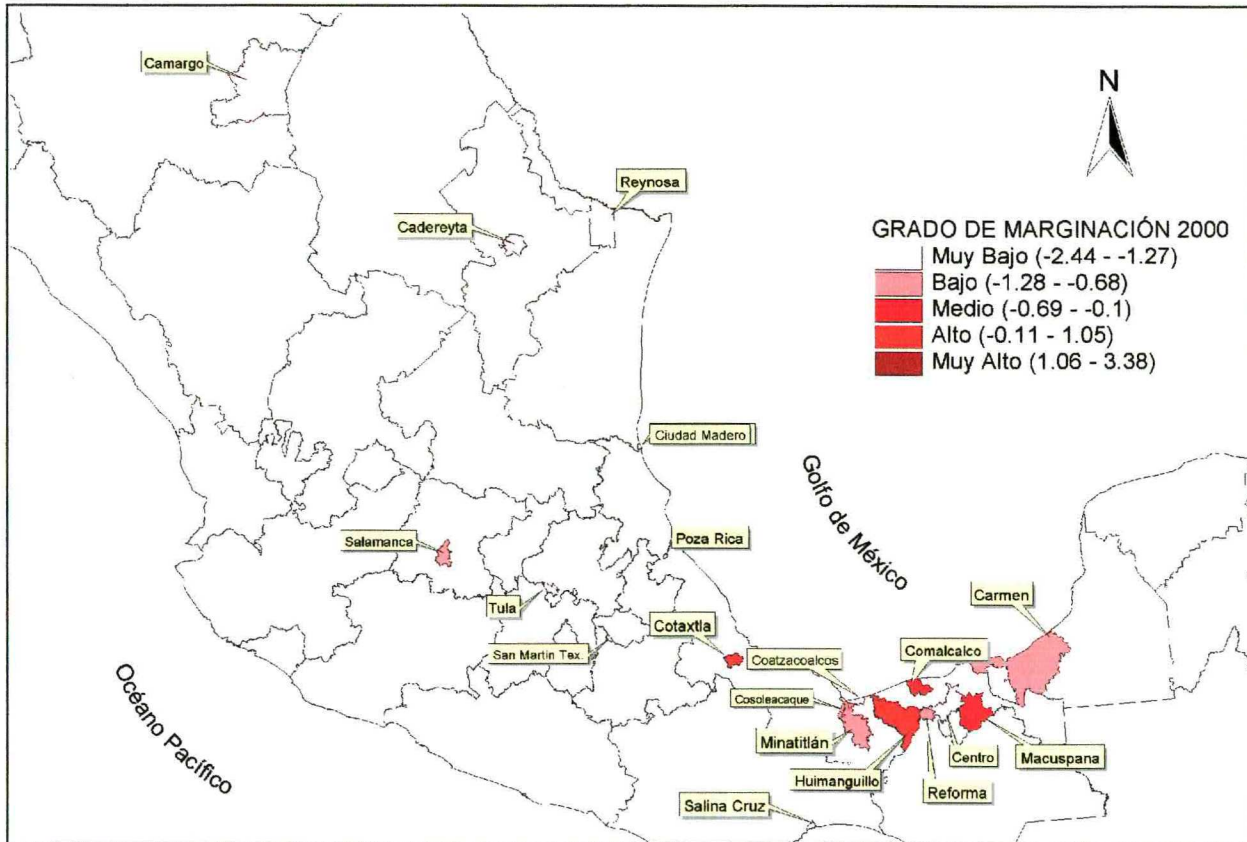 Camargo
N
Reynosa
Cadereyta
GRADO DE MARGINACIÓN 2000
Muy Bajo (-2.44 - -1.27)
Bajo (-1.28 - -0.68)
Medio (-0.69 - -0.1)
Alto (-0.11 - 1.05)
Muy Alto (1.06 - 3.38)
Ciudad Madero
Golfo de México
Salamanca
Poza Rica
Tula
Carmen
Cotaxtla
San Martin Tex.
Coatzacoalcos
Comalcalco
Océano Pacífico
Cosoleacaque
Minatitlán
Centro
Macuspana
Huimanguillo
Reforma
Salina Cruz